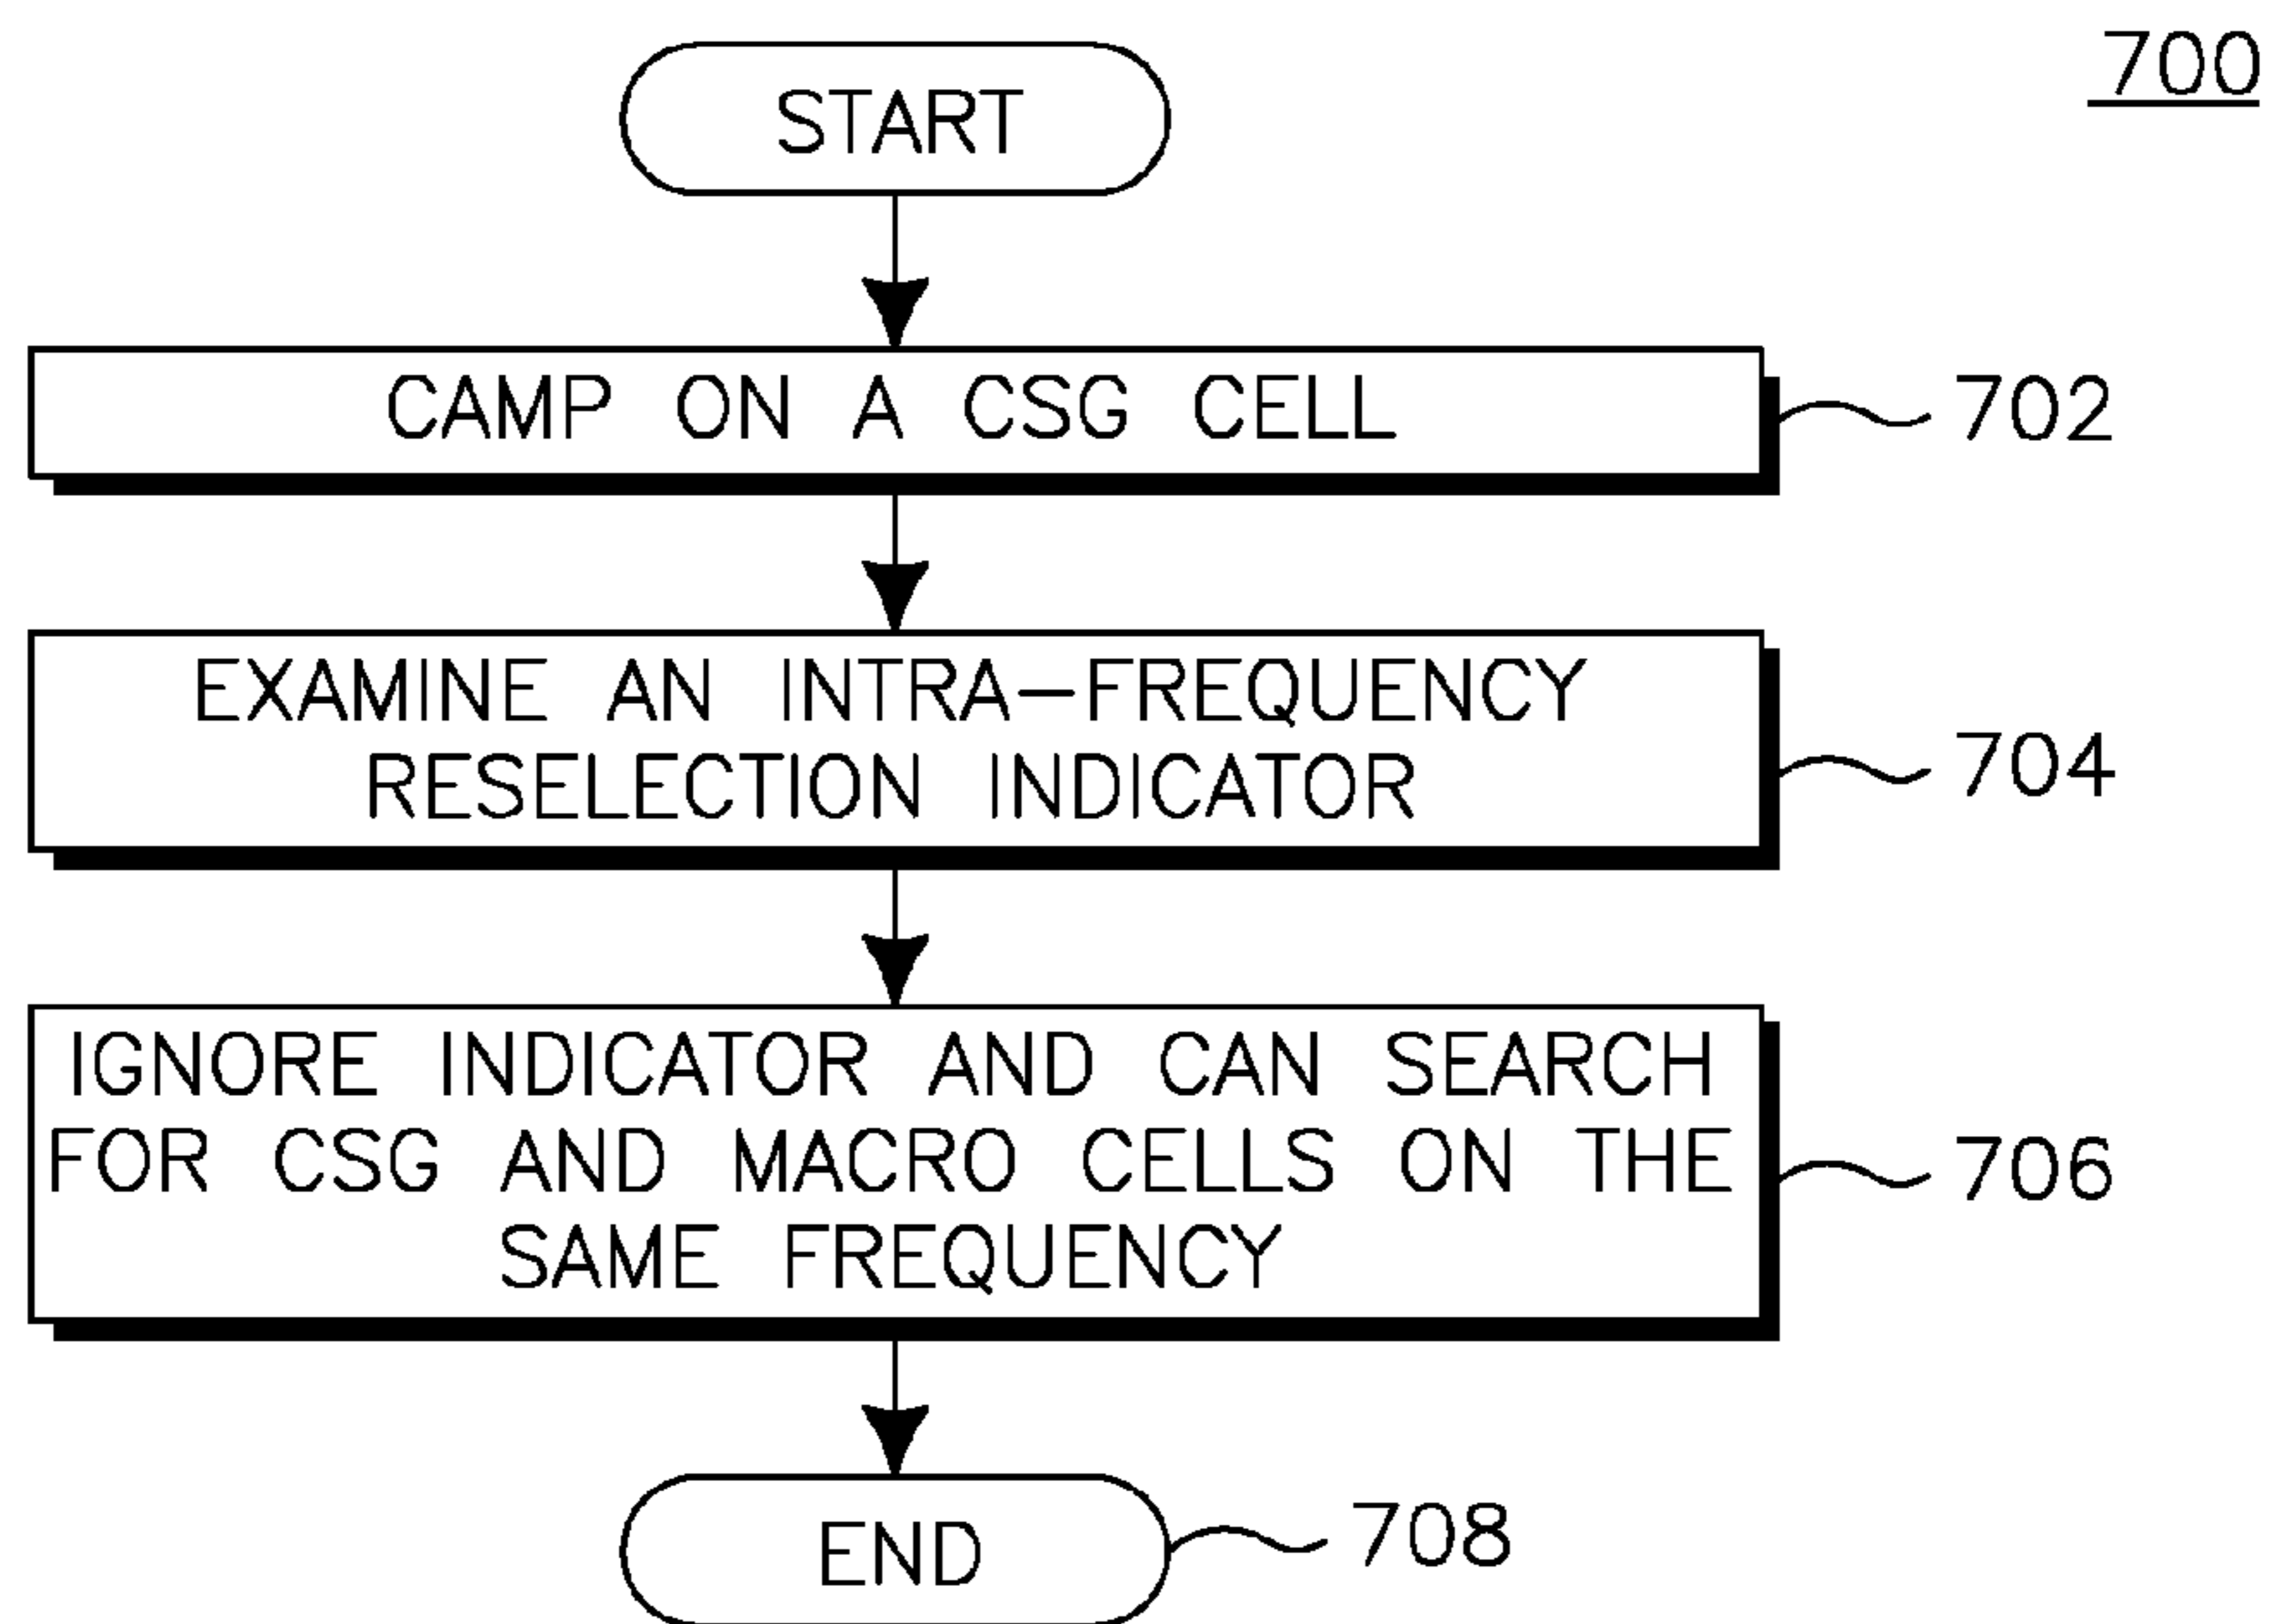 700
START
CAMP ON A CSG CELL
702
EXAMINE AN INTRA-FREQUENCY
RESELECTION INDICATOR
704
IGNORE INDICATOR AND CAN SEARCH
FOR CSG AND MACRO CELLS ON THE
SAME FREQUENCY
706
END
708